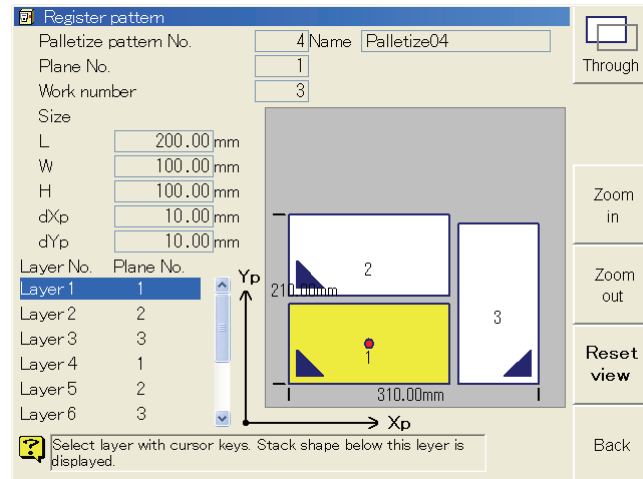 Register pattern
Palletize pattern No. 4 Name Palletize04
Plane No. 1
Work number 3
Size
L 200.00 mm
W 100.00 mm
H 100.00 mm
dXp 10.00 mm
dYp 10.00 mm
Layer No. Plane No.
Layer 1 1
Layer 2 2
Layer 3 3
Layer 4 1
Layer 5 2
Layer 6 3
Yp
210.00mm
2
1
3
310.00mm
Xp
Select layer with cursor keys. Stack shape below this leyer is
displayed.
Through
Zoom
in
Zoom
out
Reset
view
Back